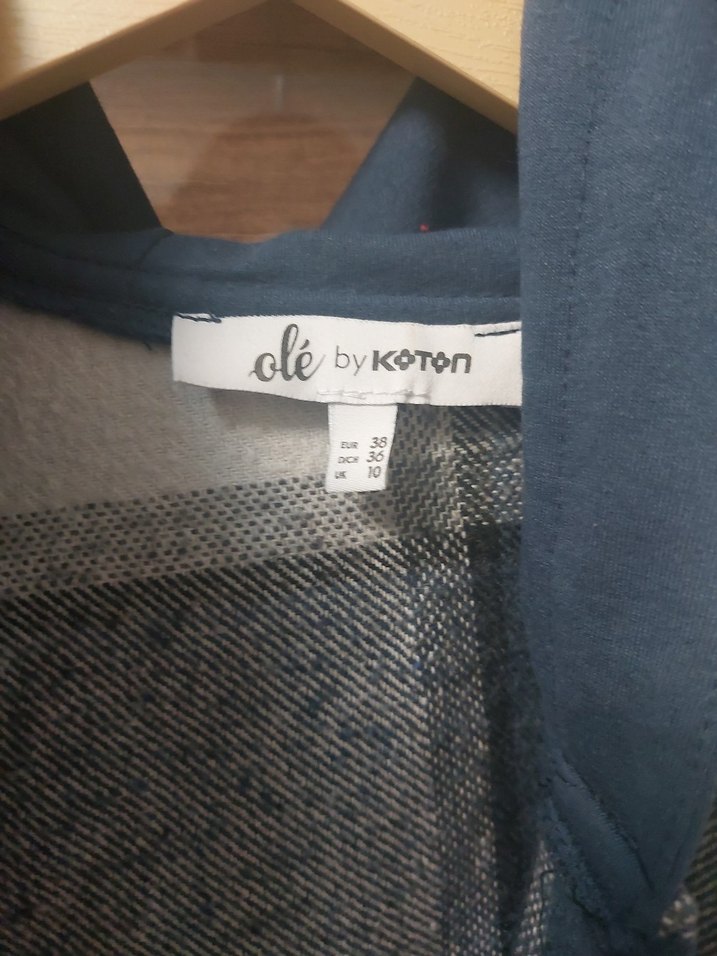 olé by KOTON
EUR 38
D/CH 36
UK 10